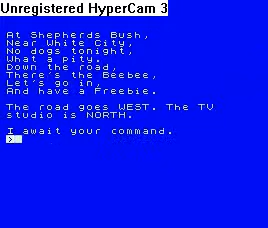 Unregistered HyperCam 3
At Shepherds Bush,
Near White City,
No dogs tonight,
What a pity.
Down the road,
There's the Beebee,
Let's go in,
And have a Freebie.
The road goes WEST. The TV
studio is NORTH.
I await your command.
>